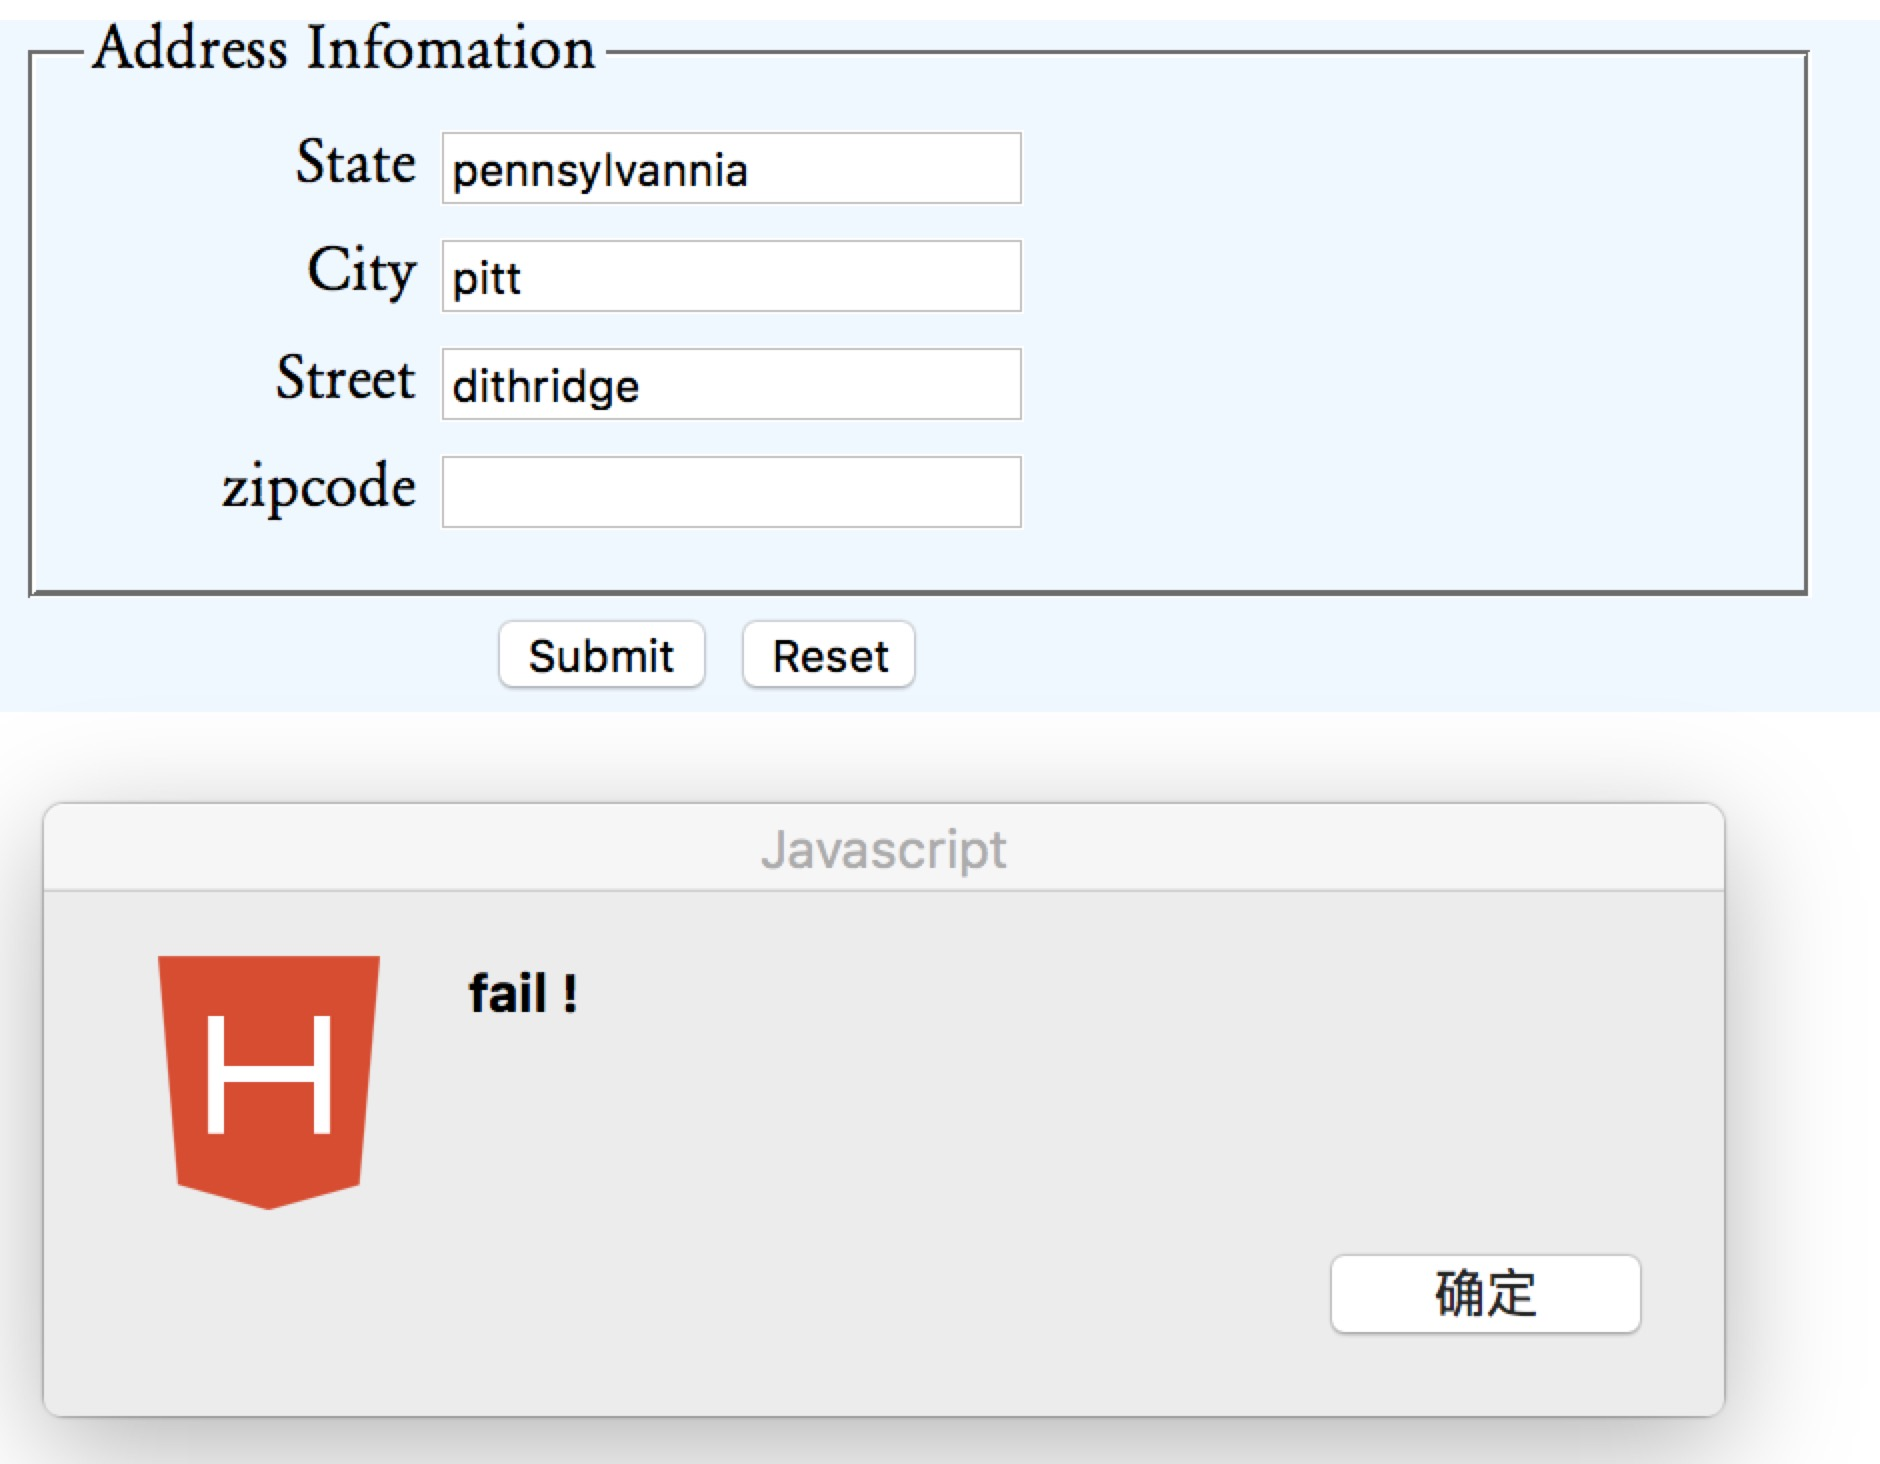 Address Infomation
State pennsylvannia
City pitt
Street dithridge
zipcode
Submit Reset
Javascript
H
fail !
确定